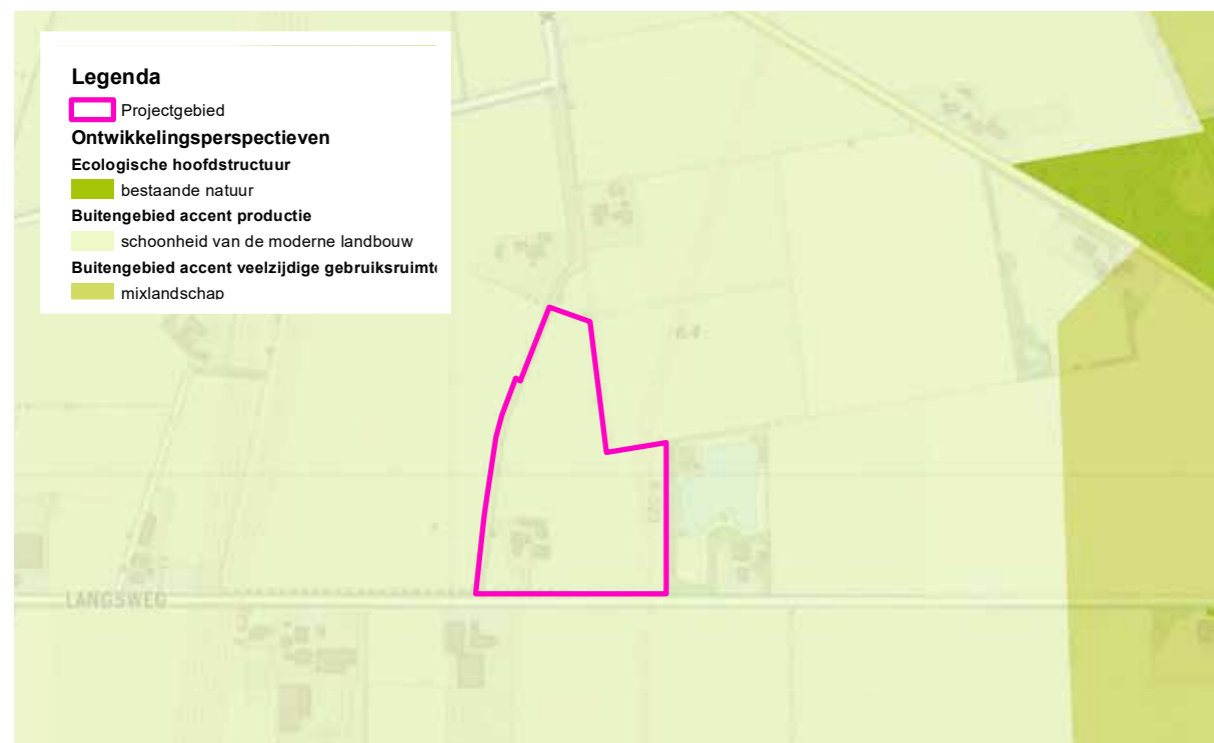 Legenda
Projectgebied
Ontwikkelingsperspectieven
Ecologische hoofdstructuur
bestaande natuur
Buitengebied accent productie
schoonheid van de moderne landbouw
Buitengebied accent veelzijdige gebruiksruimte
mixlandschap
LANGSWEG